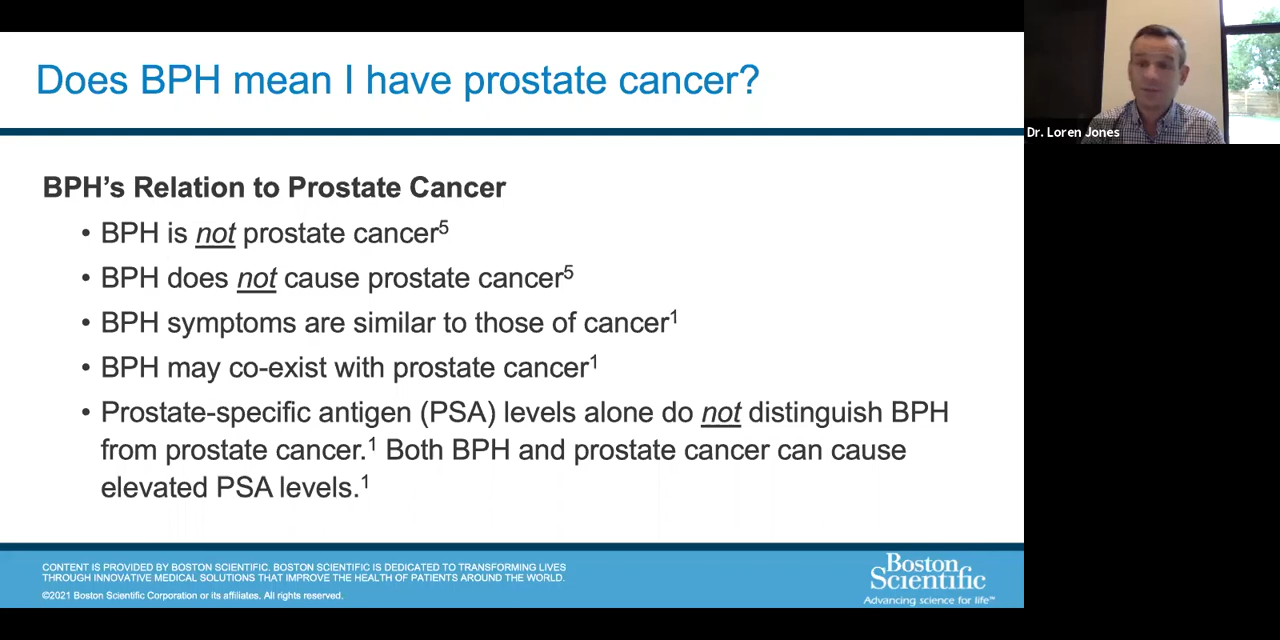 Does BPH mean I have prostate cancer?
Dr. Loren Jones
BPH's Relation to Prostate Cancer
• BPH is not prostate cancer⁵
• BPH does not cause prostate cancer⁵
• BPH symptoms are similar to those of cancer¹
• BPH may co-exist with prostate cancer¹
• Prostate-specific antigen (PSA) levels alone do not distinguish BPH
from prostate cancer.¹ Both BPH and prostate cancer can cause
elevated PSA levels.¹
CONTENT IS PROVIDED BY BOSTON SCIENTIFIC. BOSTON SCIENTIFIC IS DEDICATED TO TRANSFORMING LIVES
THROUGH INNOVATIVE MEDICAL SOLUTIONS THAT IMPROVE THE HEALTH OF PATIENTS AROUND THE WORLD.
©2021 Boston Scientific Corporation or its affiliates. All rights reserved.
Boston
Scientific
Advancing science for life™